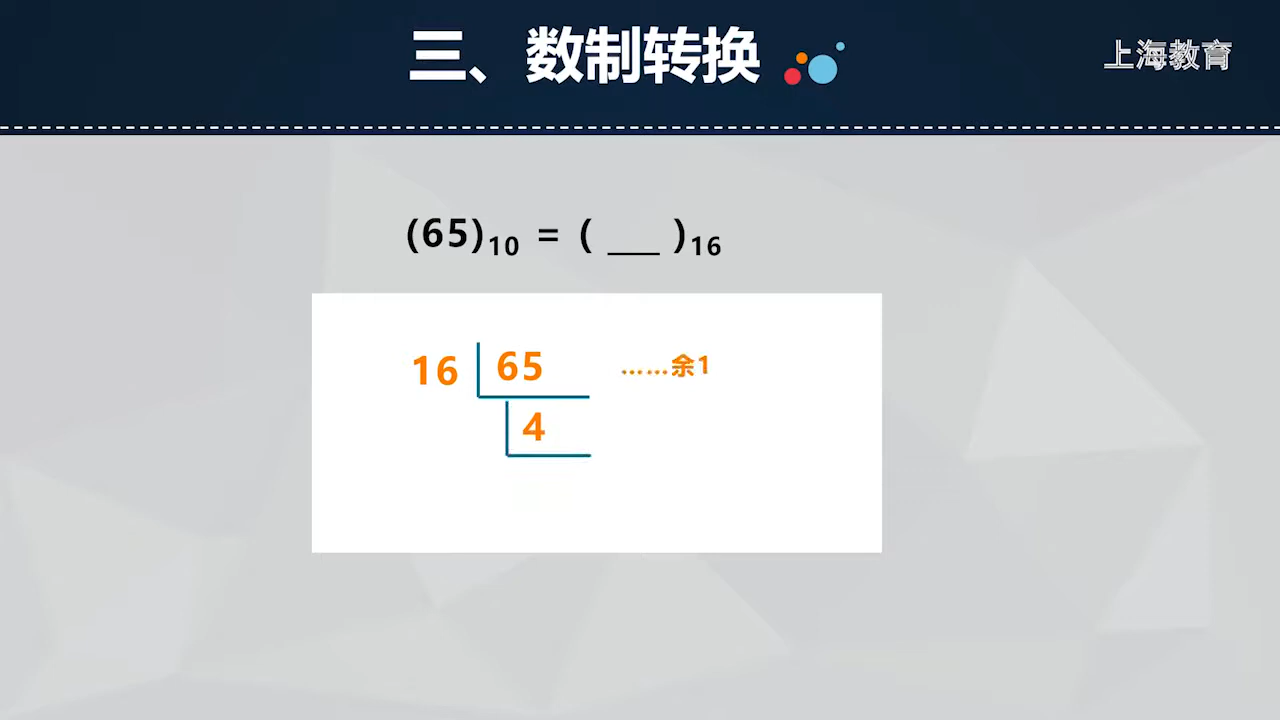 三、数制转换
上海教育
(65)10 = ( ___ )16
16 65 ……余1
4